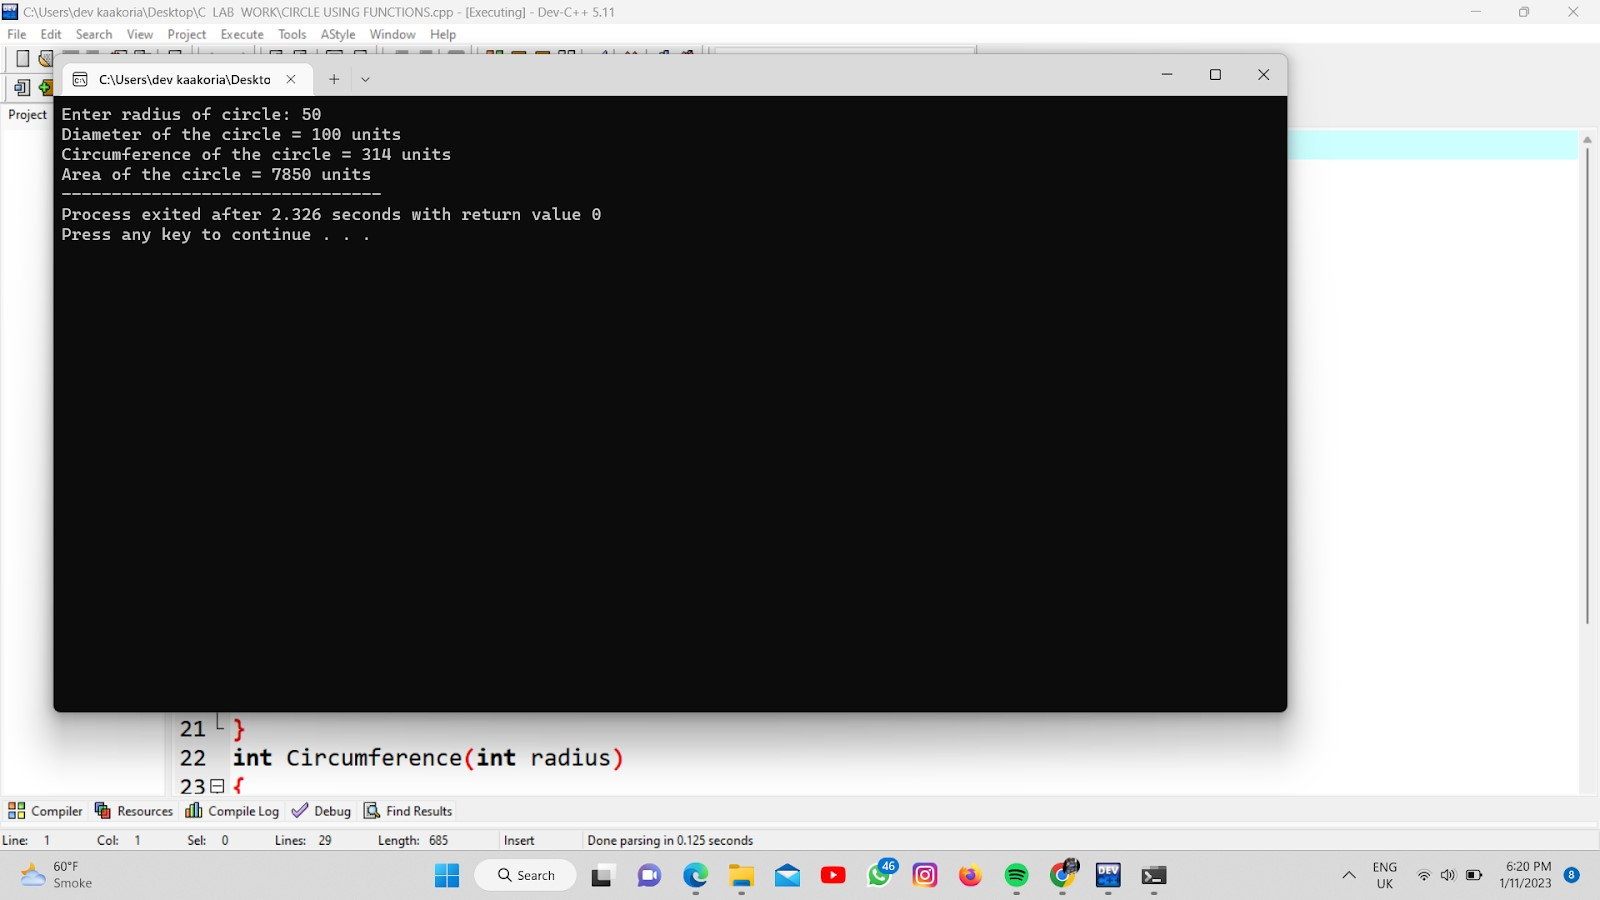 C:\Users\dev kaakoria\Desktop\C LAB WORK\CIRCLE USING FUNCTIONS.cpp - [Executing] - Dev-C++ 5.11
File Edit Search View Project Execute Tools AStyle Window Help
C:\Users\dev kaakoria\Deskto
Project
Enter radius of circle: 50
Diameter of the circle = 100 units
Circumference of the circle = 314 units
Area of the circle = 7850 units
--------------------------------
Process exited after 2.326 seconds with return value 0
Press any key to continue . . .
21 }
22 int Circumference(int radius)
23 {
Compiler Resources Compile Log Debug Find Results
Line: 1 Col: 1 Sel: 0 Lines: 29 Length: 685 Insert Done parsing in 0.125 seconds
60°F
Smoke
Search
46
DEV
ENG
UK
6:20 PM
1/11/2023
8